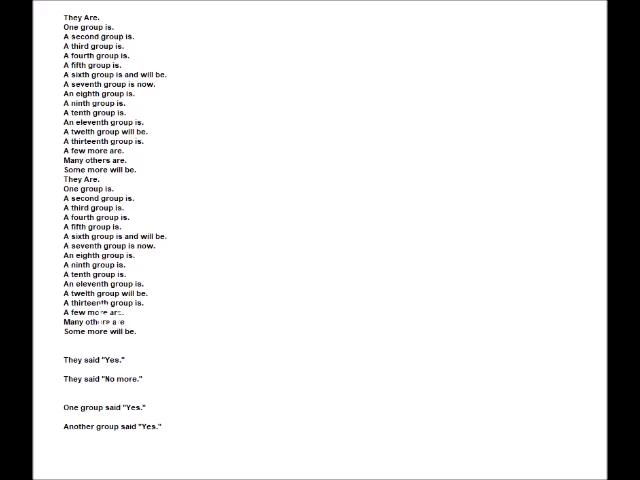 They Are.
One group is.
A second group is.
A third group is.
A fourth group is.
A fifth group is.
A sixth group is and will be.
A seventh group is now.
An eighth group is.
A ninth group is.
A tenth group is.
An eleventh group is.
A twelth group will be.
A thirteenth group is.
A few more are.
Many others are.
Some more will be.
They Are.
One group is.
A second group is.
A third group is.
A fourth group is.
A fifth group is.
A sixth group is and will be.
A seventh group is now.
An eighth group is.
A ninth group is.
A tenth group is.
An eleventh group is.
A twelth group will be.
A thirteenth group is.
A few more are.
Many others are
Some more will be.
They said "Yes."
They said "No more."
One group said "Yes."
Another group said "Yes."